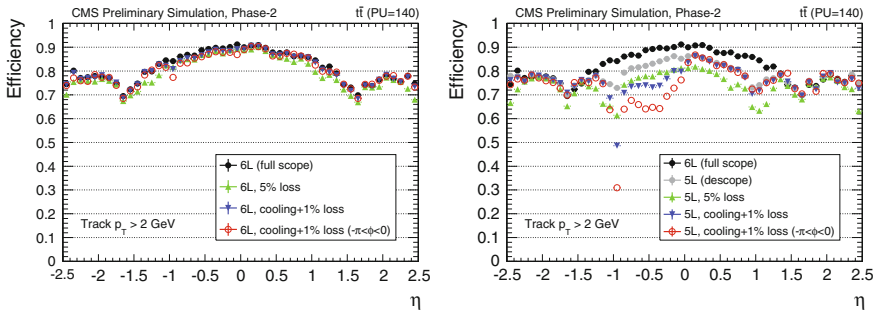 CMS Preliminary Simulation, Phase-2 tt̄ (PU=140)
Efficiency
1
0.9
0.8
0.7
0.6
0.5
0.4
0.3
0.2
0.1
0
6L (full scope)
6L, 5% loss
6L, cooling+1% loss
6L, cooling+1% loss (-π<ϕ<0)
Track p_T > 2 GeV
-2.5 -2 -1.5 -1 -0.5 0 0.5 1 1.5 2 2.5
η
CMS Preliminary Simulation, Phase-2 tt̄ (PU=140)
Efficiency
1
0.9
0.8
0.7
0.6
0.5
0.4
0.3
0.2
0.1
0
6L (full scope)
5L (descope)
5L, 5% loss
5L, cooling+1% loss
5L, cooling+1% loss (-π<ϕ<0)
Track p_T > 2 GeV
-2.5 -2 -1.5 -1 -0.5 0 0.5 1 1.5 2 2.5
η